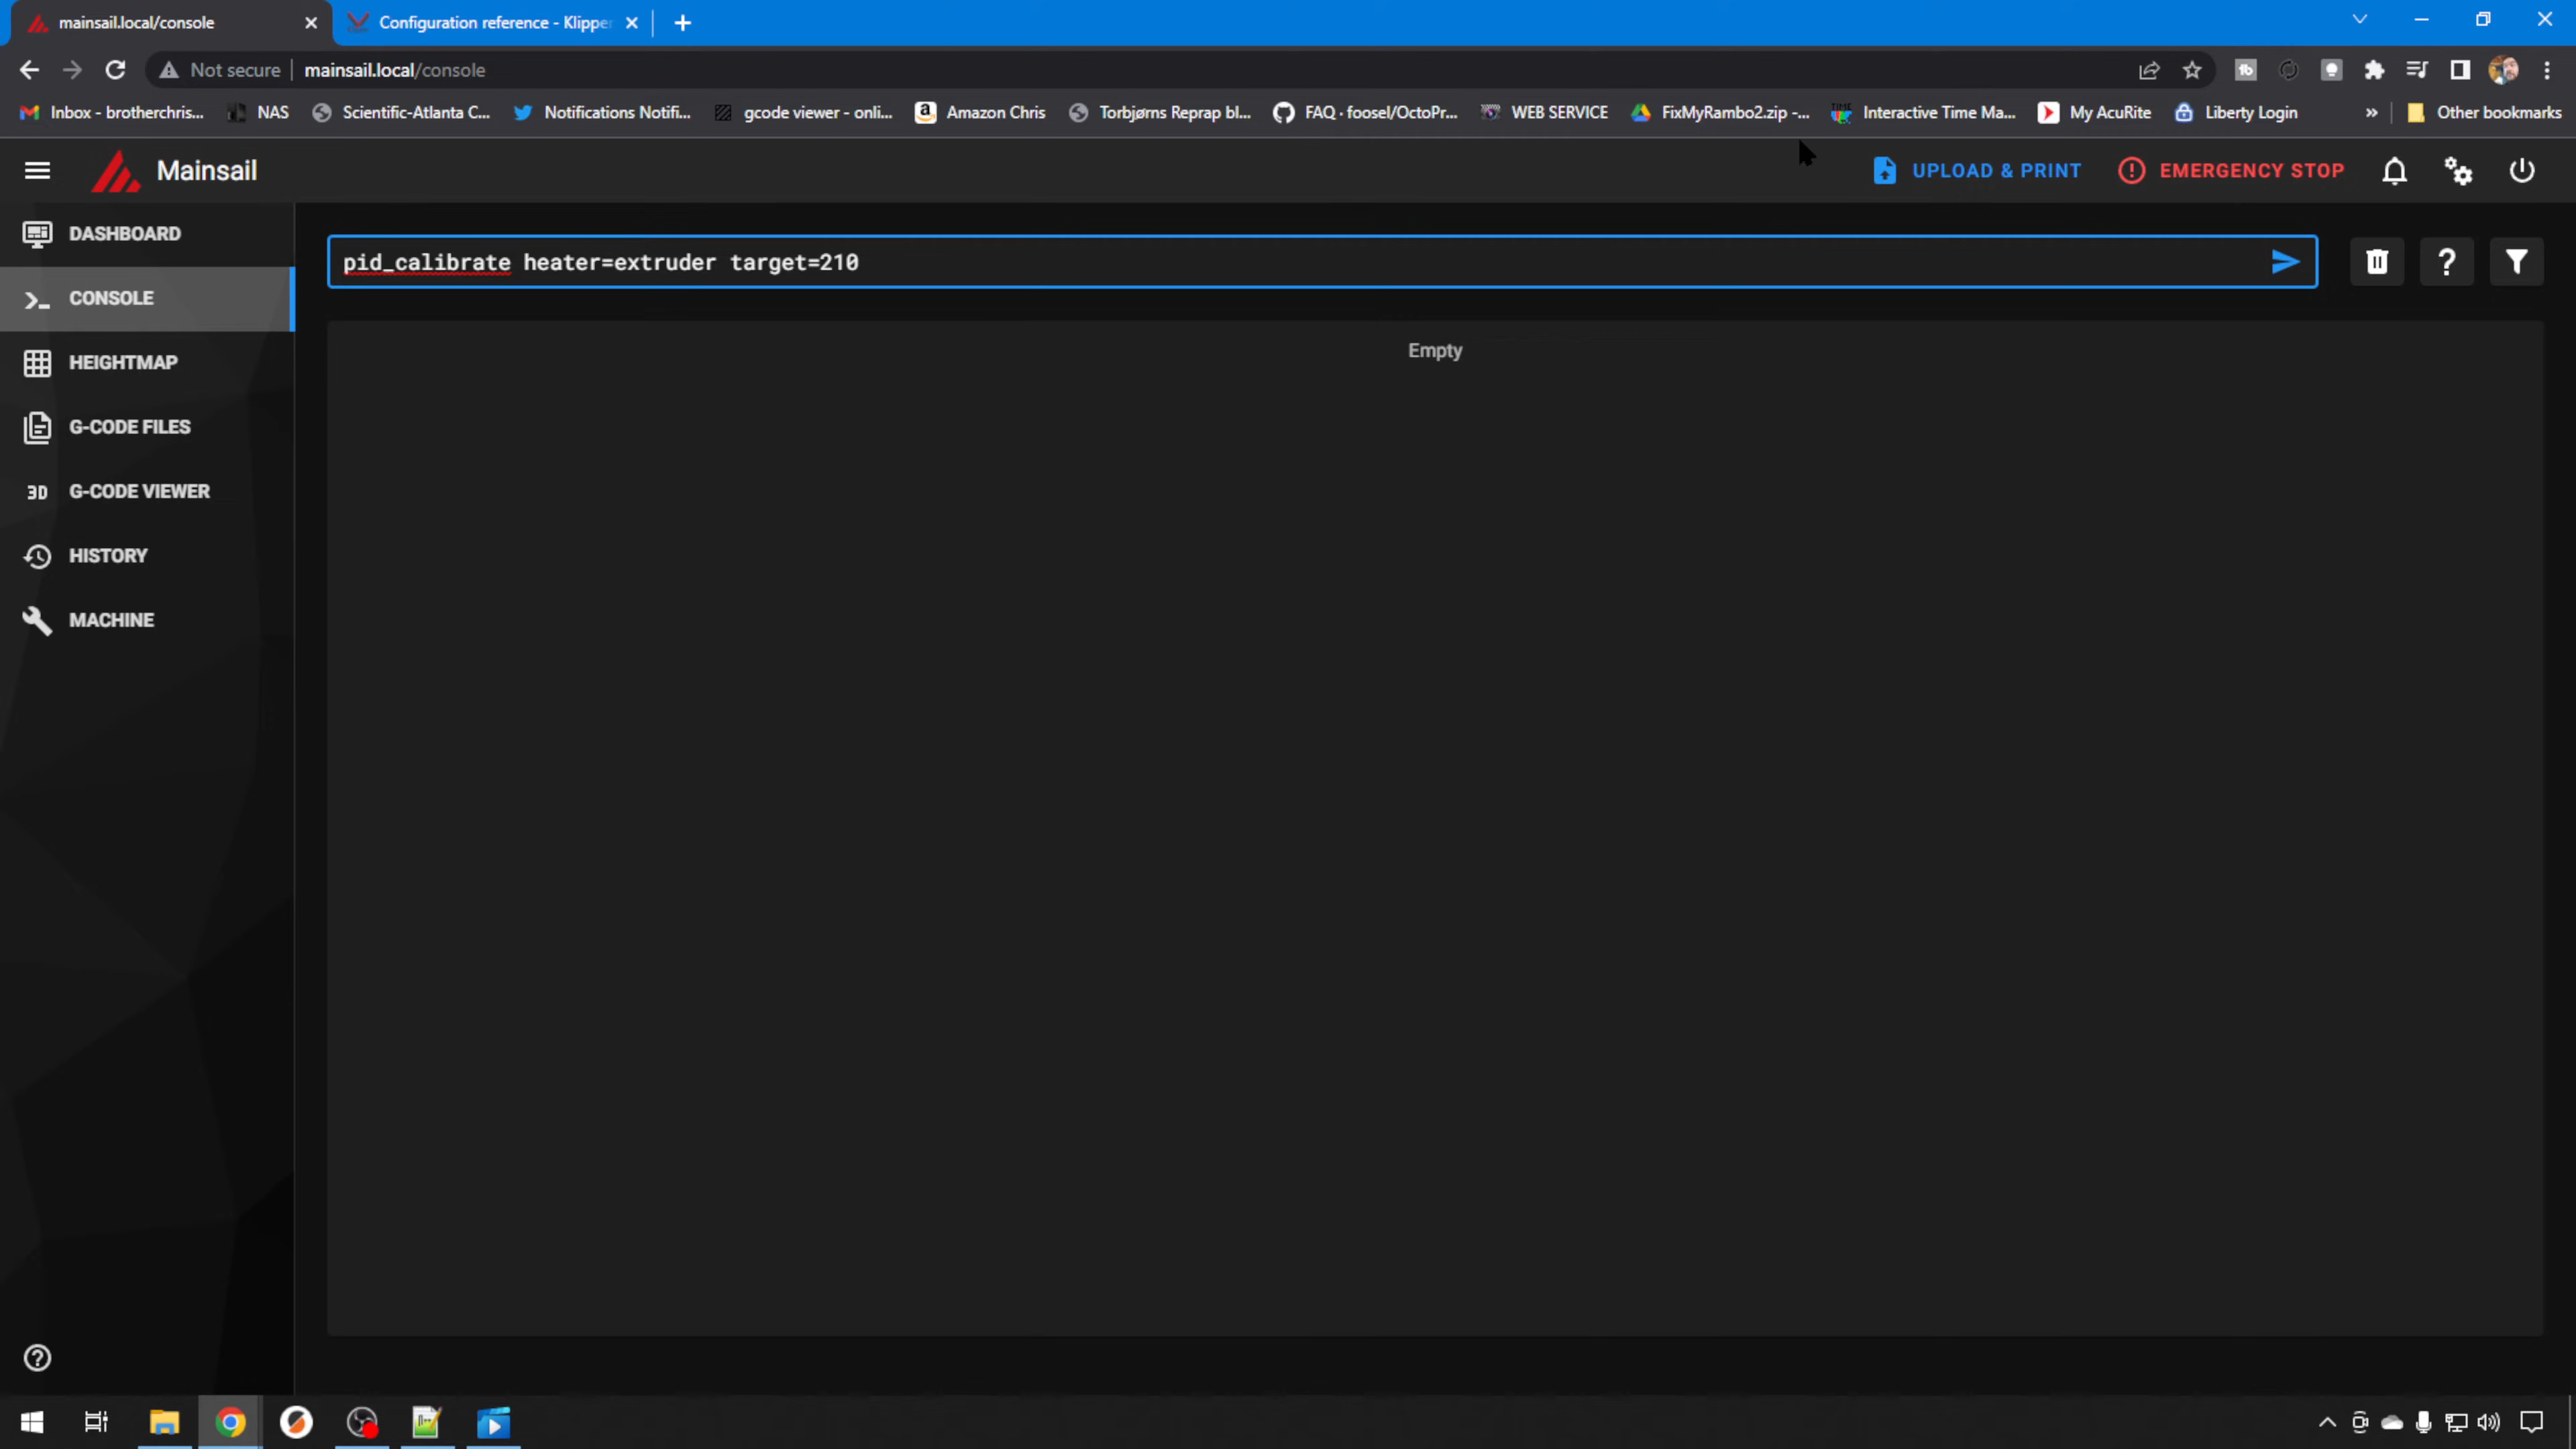 mainsail.local/console
Configuration reference - Klipper
Not secure
mainsail.local/console
Inbox - brotherchris...
NAS
Scientific-Atlanta C...
Notifications Notifi...
gcode viewer - onli...
Amazon Chris
Torbjørns Reprap bl...
FAQ · foosel/OctoPr...
WEB SERVICE
FixMyRambo2.zip -...
Interactive Time Ma...
My AcuRite
Liberty Login
»
Other bookmarks
Mainsail
UPLOAD & PRINT
EMERGENCY STOP
DASHBOARD
pid_calibrate heater=extruder target=210
CONSOLE
Empty
HEIGHTMAP
G-CODE FILES
3D G-CODE VIEWER
HISTORY
MACHINE